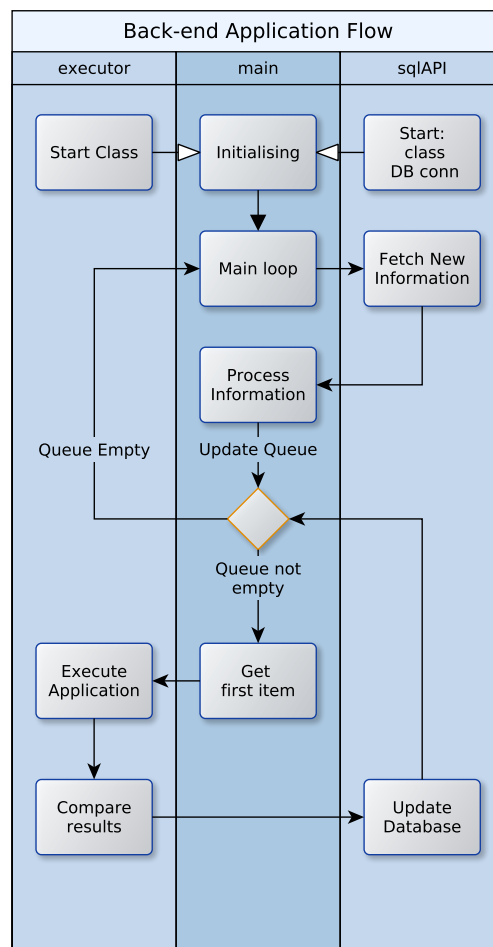 Back-end Application Flow
executor
main
sqlAPI
Start Class
Initialising
Start:
class
DB conn
Main loop
Fetch New
Information
Process
Information
Queue Empty
Update Queue
Queue not
empty
Execute
Application
Get
first item
Compare
results
Update
Database